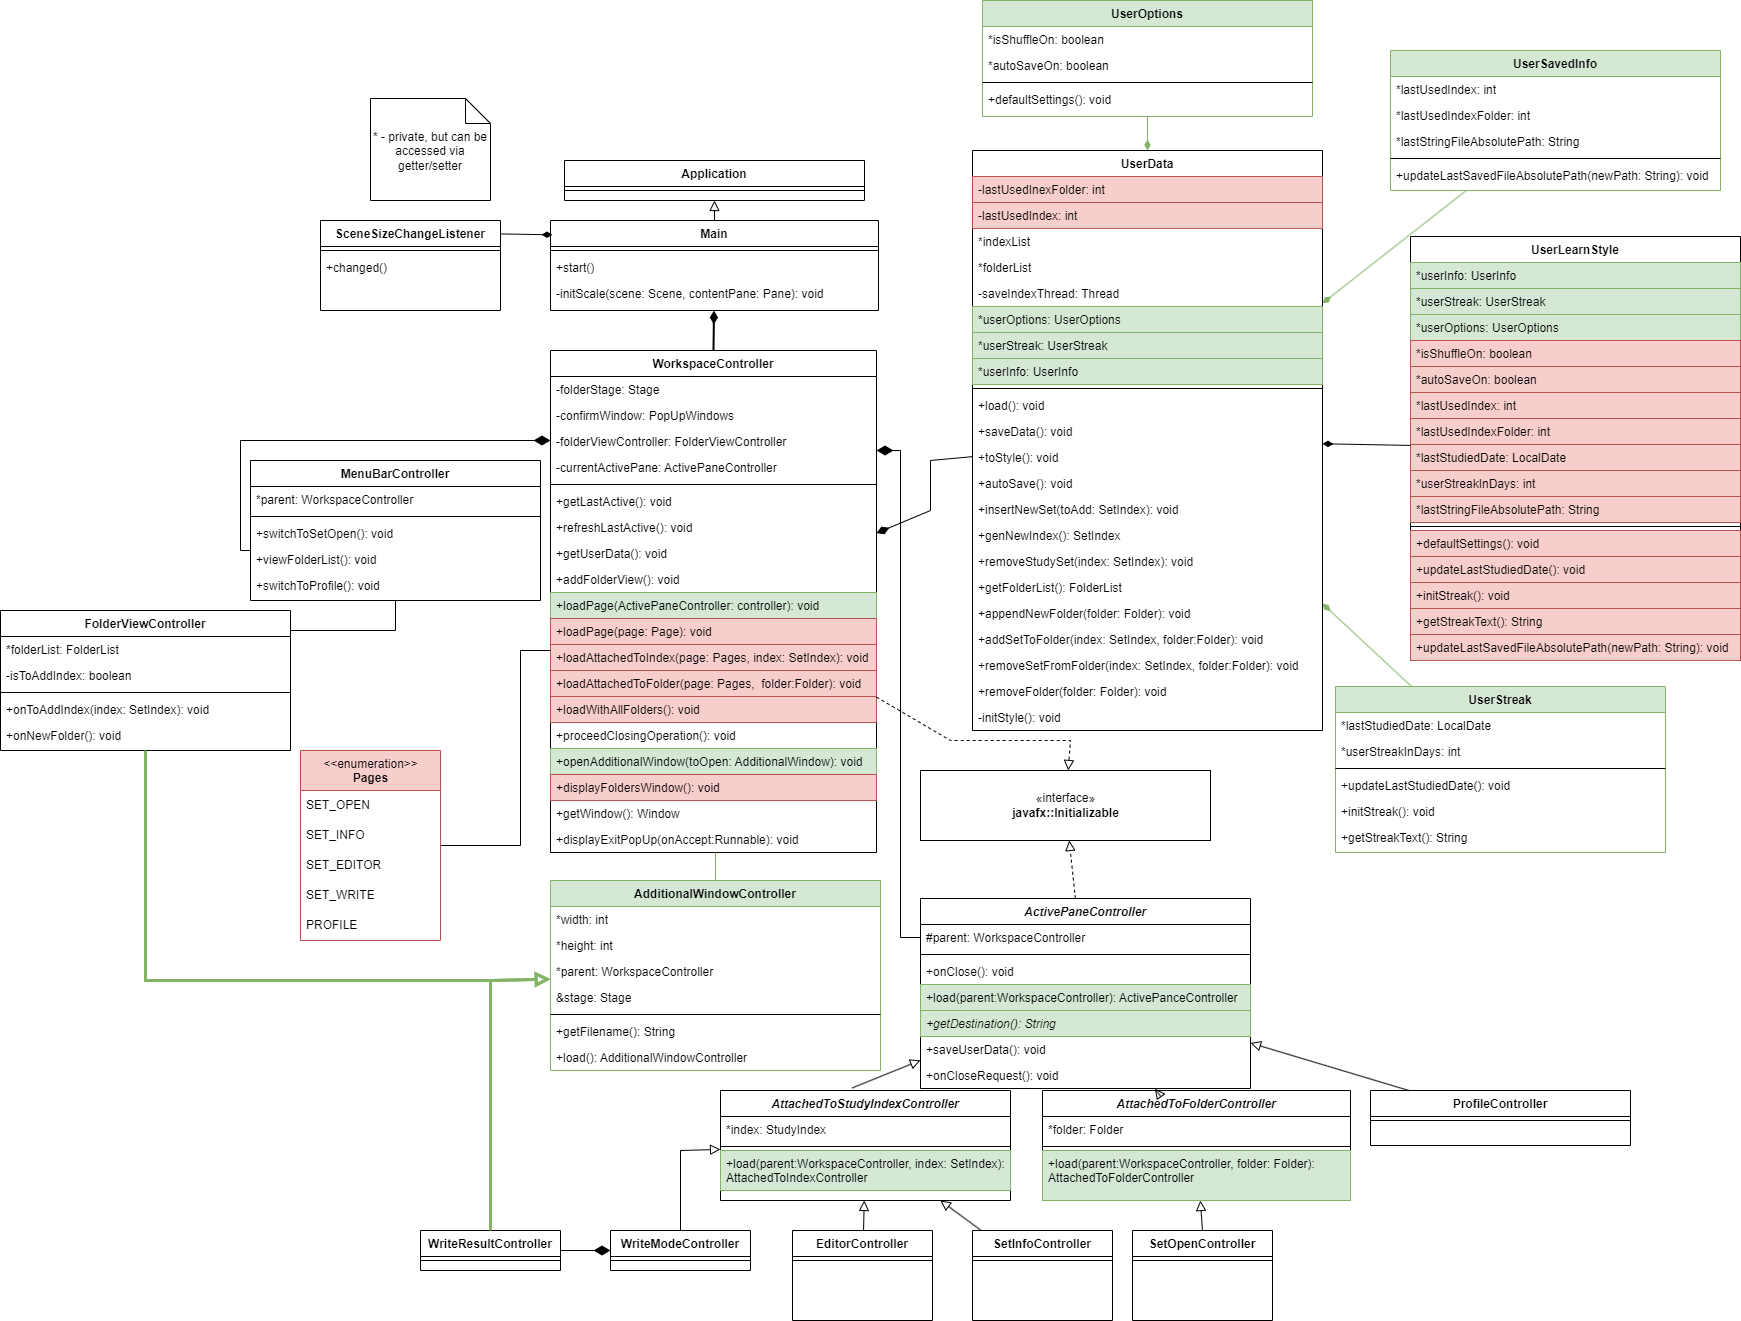 UserOptions
*isShuffleOn: boolean
*autoSaveOn: boolean
+defaultSettings(): void
UserSavedInfo
*lastUsedIndex: int
*lastUsedIndexFolder: int
*lastStringFileAbsolutePath: String
+updateLastSavedFileAbsolutePath(newPath: String): void
* - private, but can be
accessed via
getter/setter
Application
SceneSizeChangeListener
+changed()
Main
+start()
-initScale(scene: Scene, contentPane: Pane): void
UserData
-lastUsedInexFolder: int
-lastUsedIndex: int
*indexList
*folderList
-saveIndexThread: Thread
*userOptions: UserOptions
*userStreak: UserStreak
*userInfo: UserInfo
+load(): void
+saveData(): void
+toStyle(): void
+autoSave(): void
+insertNewSet(toAdd: SetIndex): void
+genNewIndex(): SetIndex
+removeStudySet(index: SetIndex): void
+getFolderList(): FolderList
+appendNewFolder(folder: Folder): void
+addSetToFolder(index: SetIndex, folder:Folder): void
+removeSetFromFolder(index: SetIndex, folder:Folder): void
+removeFolder(folder: Folder): void
-initStyle(): void
UserLearnStyle
*userInfo: UserInfo
*userStreak: UserStreak
*userOptions: UserOptions
*isShuffleOn: boolean
*autoSaveOn: boolean
*lastUsedIndex: int
*lastUsedIndexFolder: int
*lastStudiedDate: LocalDate
*userStreakInDays: int
*lastStringFileAbsolutePath: String
+defaultSettings(): void
+updateLastStudiedDate(): void
+initStreak(): void
+getStreakText(): String
+updateLastSavedFileAbsolutePath(newPath: String): void
WorkspaceController
-folderStage: Stage
-confirmWindow: PopUpWindows
-folderViewController: FolderViewController
-currentActivePane: ActivePaneController
+getLastActive(): void
+refreshLastActive(): void
+getUserData(): void
+addFolderView(): void
+loadPage(ActivePaneController: controller): void
+loadPage(page: Page): void
+loadAttachedToIndex(page: Pages, index: SetIndex): void
+loadAttachedToFolder(page: Pages,  folder:Folder): void
+loadWithAllFolders(): void
+proceedClosingOperation(): void
+openAdditionalWindow(toOpen: AdditionalWindow): void
+displayFoldersWindow(): void
+getWindow(): Window
+displayExitPopUp(onAccept:Runnable): void
MenuBarController
*parent: WorkspaceController
+switchToSetOpen(): void
+viewFolderList(): void
+switchToProfile(): void
FolderViewController
*folderList: FolderList
-isToAddIndex: boolean
+onToAddIndex(index: SetIndex): void
+onNewFolder(): void
<<enumeration>>
Pages
SET_OPEN
SET_INFO
SET_EDITOR
SET_WRITE
PROFILE
UserStreak
*lastStudiedDate: LocalDate
*userStreakInDays: int
+updateLastStudiedDate(): void
+initStreak(): void
+getStreakText(): String
«interface»
javafx::Initializable
AdditionalWindowController
*width: int
*height: int
*parent: WorkspaceController
&stage: Stage
+getFilename(): String
+load(): AdditionalWindowController
ActivePaneController
#parent: WorkspaceController
+onClose(): void
+load(parent:WorkspaceController): ActivePanceController
+getDestination(): String
+saveUserData(): void
+onCloseRequest(): void
AttachedToStudyIndexController
*index: StudyIndex
+load(parent:WorkspaceController, index: SetIndex):
AttachedToIndexController
AttachedToFolderController
*folder: Folder
+load(parent:WorkspaceController, folder: Folder):
AttachedToFolderController
ProfileController
WriteResultController
WriteModeController
EditorController
SetInfoController
SetOpenController